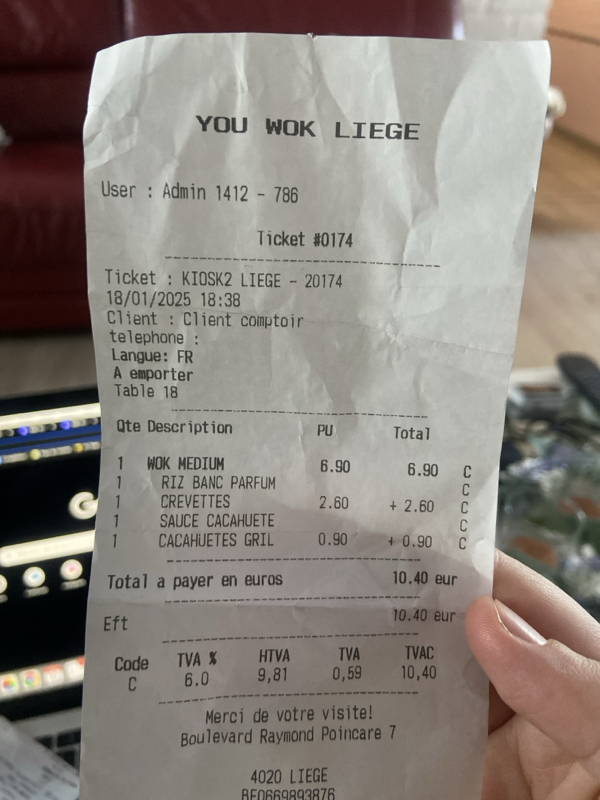 YOU WOK LIEGE
User : Admin 1412 - 786
Ticket #0174
Ticket : KIOSK2 LIEGE - 20174
18/01/2025 18:38
Client : Client comptoir
telephone :
Langue: FR
A emporter
Table 18
Qte Description PU Total
1 WOK MEDIUM 6.90 6.90 C
1 RIZ BANC PARFUM C
1 CREVETTES 2.60 + 2.60 C
1 SAUCE CACAHUETE C
1 CACAHUETES GRIL 0.90 + 0.90 C
Total a payer en euros 10.40 eur
Eft 10.40 eur
Code TVA % HTVA TVA TVAC
C 6.0 9,81 0,59 10,40
Merci de votre visite!
Boulevard Raymond Poincare 7
4020 LIEGE
BE0669893876